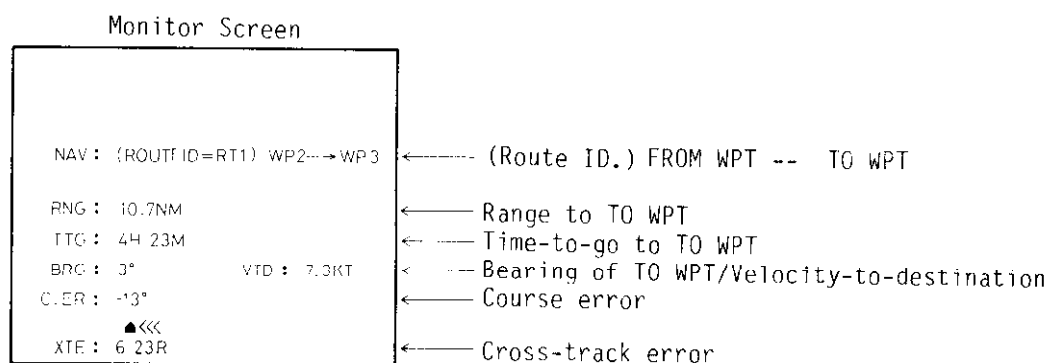 Monitor Screen
NAV: (ROUTE ID=RT1) WP2--→WP3 ←------ (Route ID.) FROM WPT -- TO WPT
RNG: 10.7NM ← Range to TO WPT
TTG: 4H 23M ← Time-to-go to TO WPT
BRG: 3° VTD: 7.3KT ← Bearing of TO WPT/Velocity-to-destination
C.ER: -13° ← Course error
▲<<<
XTE: 6.23R ← Cross-track error